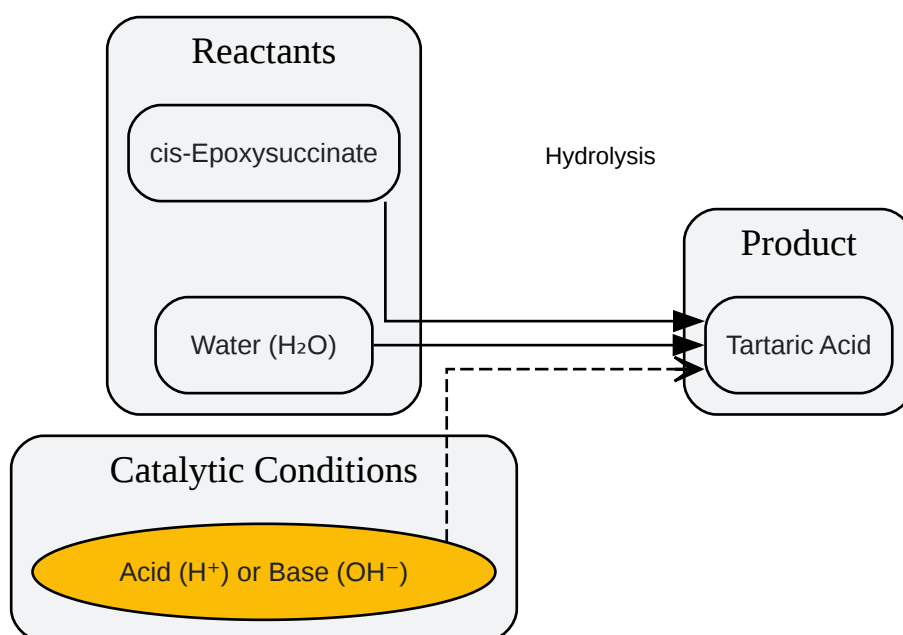 Reactants
cis-Epoxysuccinate
Hydrolysis
Product
Water (H₂O)
Tartaric Acid
Catalytic Conditions
Acid (H⁺) or Base (OH⁻)